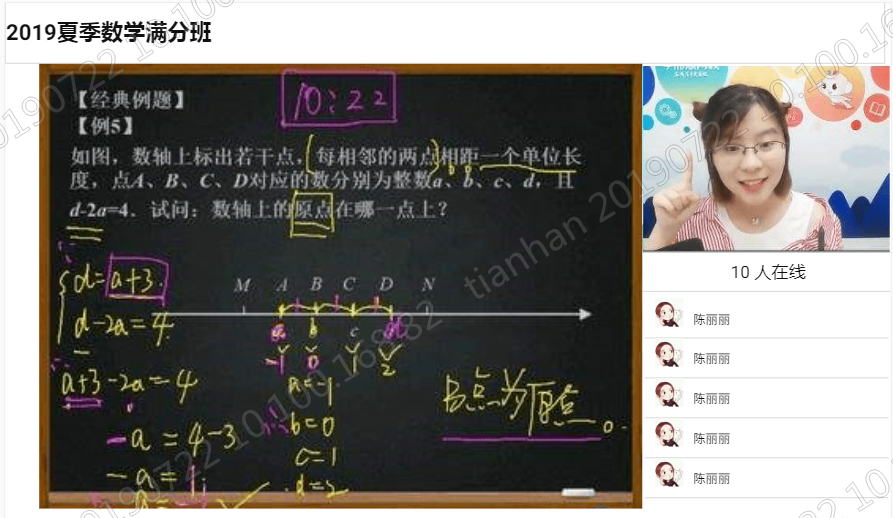 2019夏季数学满分班
【经典例题】
10:22
【例5】
如图，数轴上标出若干点，每相邻的两点相距一个单位长
度，点A、B、C、D对应的数分别为整数a、b、c、d，且
d-2a=4．试问：数轴上的原点在哪一点上？
∵
d=a+3.
d-2a=4.
M A B C D N
a b c d
-1 0 1 2
∴
a+3-2a=4
-a=4-3
-a=1
a=-1
∴b=0
c=1
d=2
B点为原点。
10 人在线
陈丽丽
陈丽丽
陈丽丽
陈丽丽
陈丽丽
tianhan 20190722 10.100.16.82